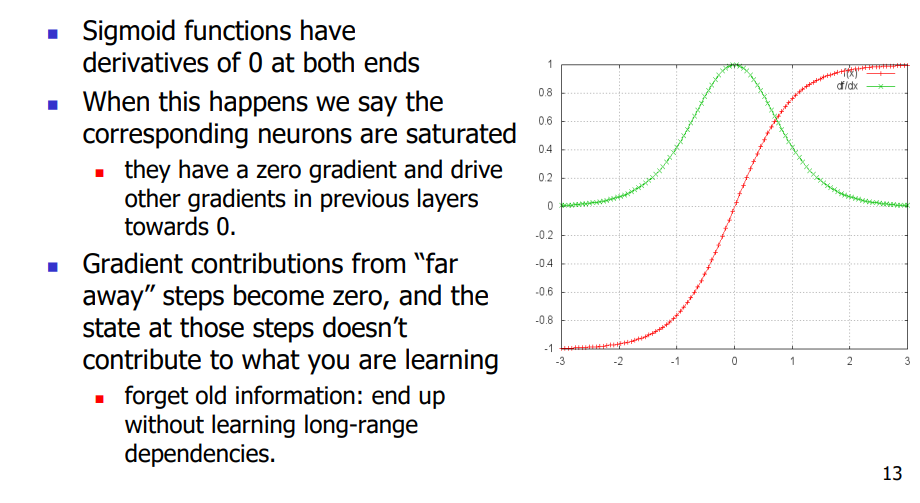 Sigmoid functions have
derivatives of 0 at both ends
When this happens we say the
corresponding neurons are saturated
they have a zero gradient and drive
other gradients in previous layers
towards 0.
Gradient contributions from “far
away” steps become zero, and the
state at those steps doesn’t
contribute to what you are learning
forget old information: end up
without learning long-range
dependencies.
f(x)
df/dx
1
0.8
0.6
0.4
0.2
0
-0.2
-0.4
-0.6
-0.8
-1
-3 -2 -1 0 1 2 3
13